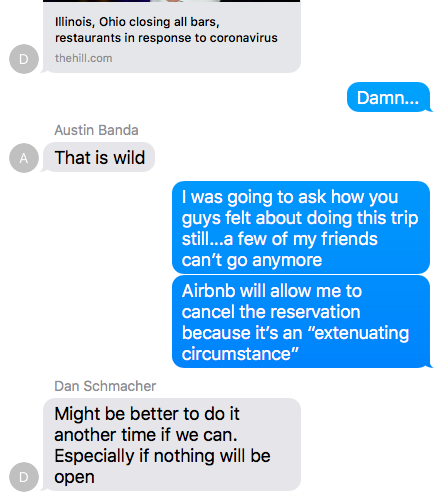 Illinois, Ohio closing all bars,
restaurants in response to coronavirus
thehill.com
D
Damn...
Austin Banda
A
That is wild
I was going to ask how you
guys felt about doing this trip
still...a few of my friends
can't go anymore
Airbnb will allow me to
cancel the reservation
because it's an “extenuating
circumstance”
Dan Schmacher
Might be better to do it
another time if we can.
Especially if nothing will be
open
D